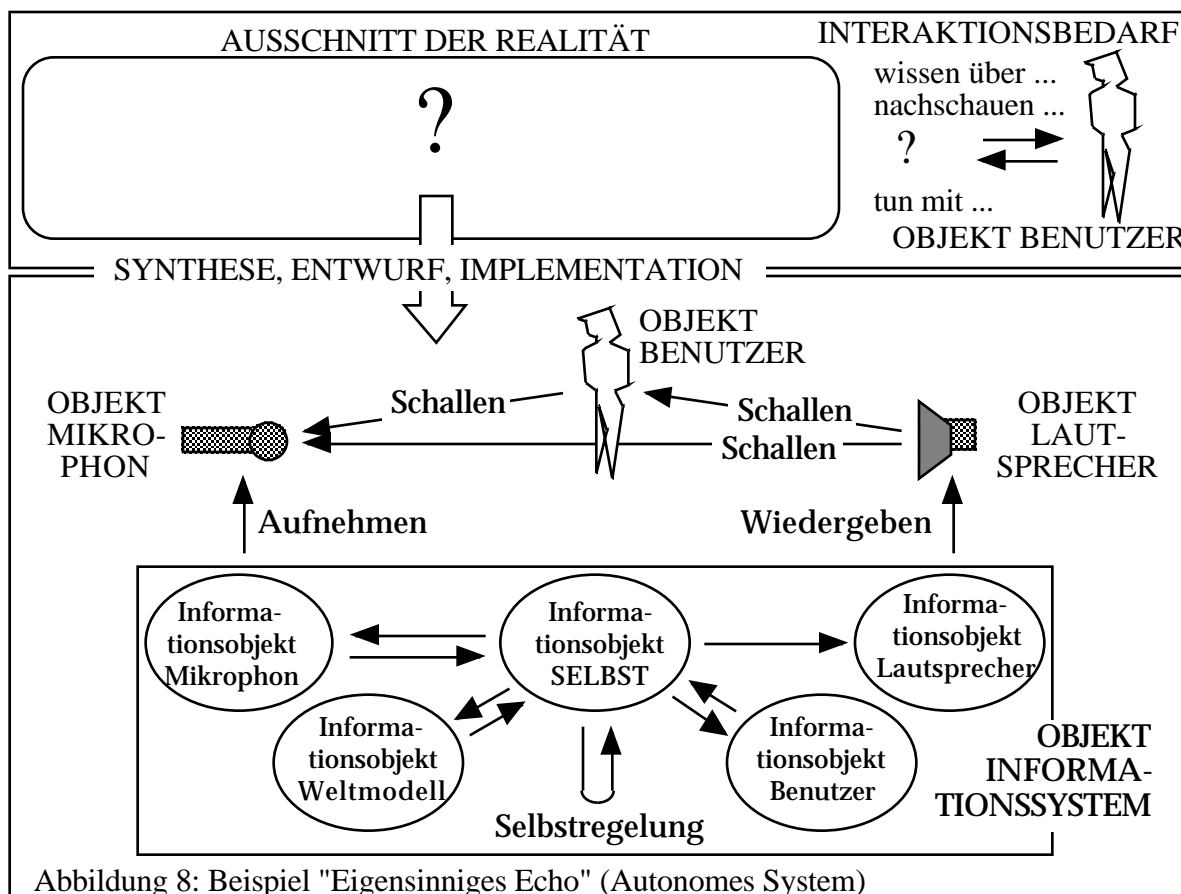 AUSSCHNITT DER REALITÄT
?
INTERAKTIONSBEDARF
wissen über ...
nachschauen ...
?
tun mit ...
OBJEKT BENUTZER
SYNTHESE, ENTWURF, IMPLEMENTATION
OBJEKT
BENUTZER
OBJEKT
MIKRO-
PHON
Schallen
Schallen
Schallen
OBJEKT
LAUT-
SPRECHER
Aufnehmen
Wiedergeben
Informa-
tionsobjekt
Mikrophon
Informa-
tionsobjekt
SELBST
Informa-
tionsobjekt
Lautsprecher
Informa-
tionsobjekt
Weltmodell
Informa-
tionsobjekt
Benutzer
Selbstregelung
OBJEKT
INFORMA-
TIONSSYSTEM
Abbildung 8: Beispiel "Eigensinniges Echo" (Autonomes System)